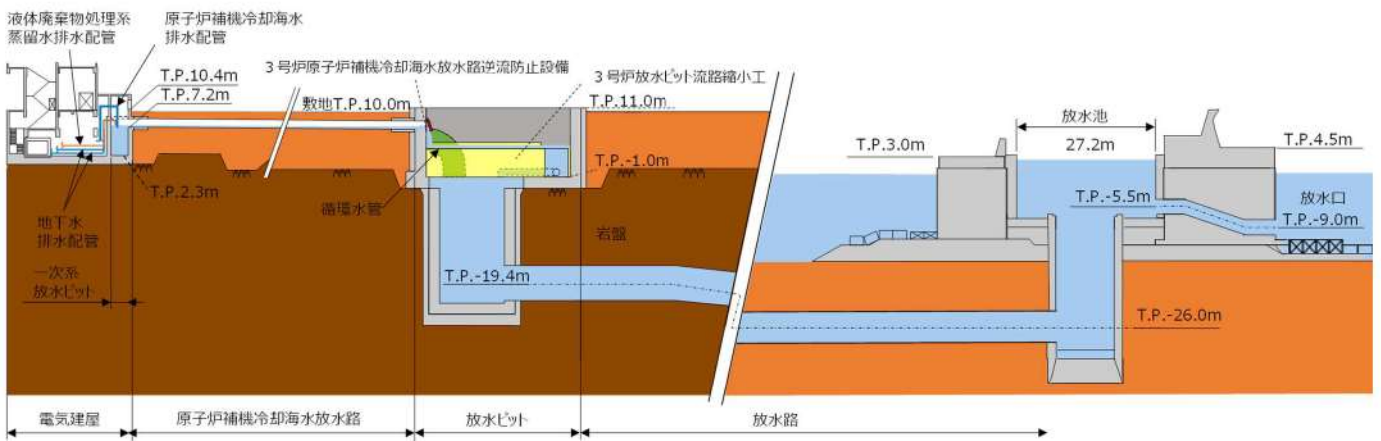 液体廃棄物処理系
蒸留水排水配管
原子炉補機冷却海水
排水配管
3号炉原子炉補機冷却海水放水路逆流防止設備
3号炉放水ピット流路縮小工
T.P.10.4m
T.P.7.2m
敷地T.P.10.0m
T.P.11.0m
放水池
27.2m
T.P.3.0m
T.P.4.5m
T.P.-1.0m
T.P.2.3m
循環水管
放水口
T.P.-5.5m
T.P.-9.0m
地下水
排水配管
岩盤
一次系
放水ピット
T.P.-19.4m
T.P.-26.0m
電気建屋
原子炉補機冷却海水放水路
放水ピット
放水路